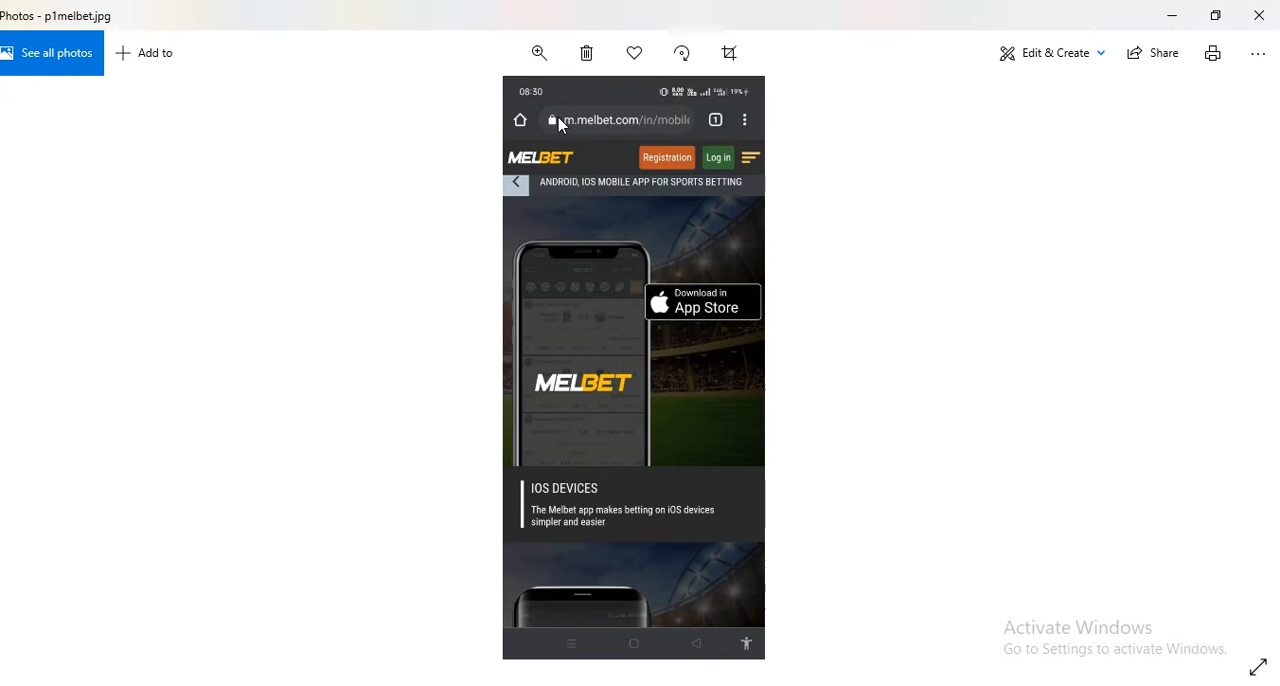 Photos - p1melbet.jpg
See all photos
Add to
Edit & Create
Share
08:30
19%
m.melbet.com/in/mobile
1
MELBET
Registration
Log in
ANDROID, IOS MOBILE APP FOR SPORTS BETTING
Download in
App Store
MELBET
IOS DEVICES
The Melbet app makes betting on iOS devices
simpler and easier
Activate Windows
Go to Settings to activate Windows.